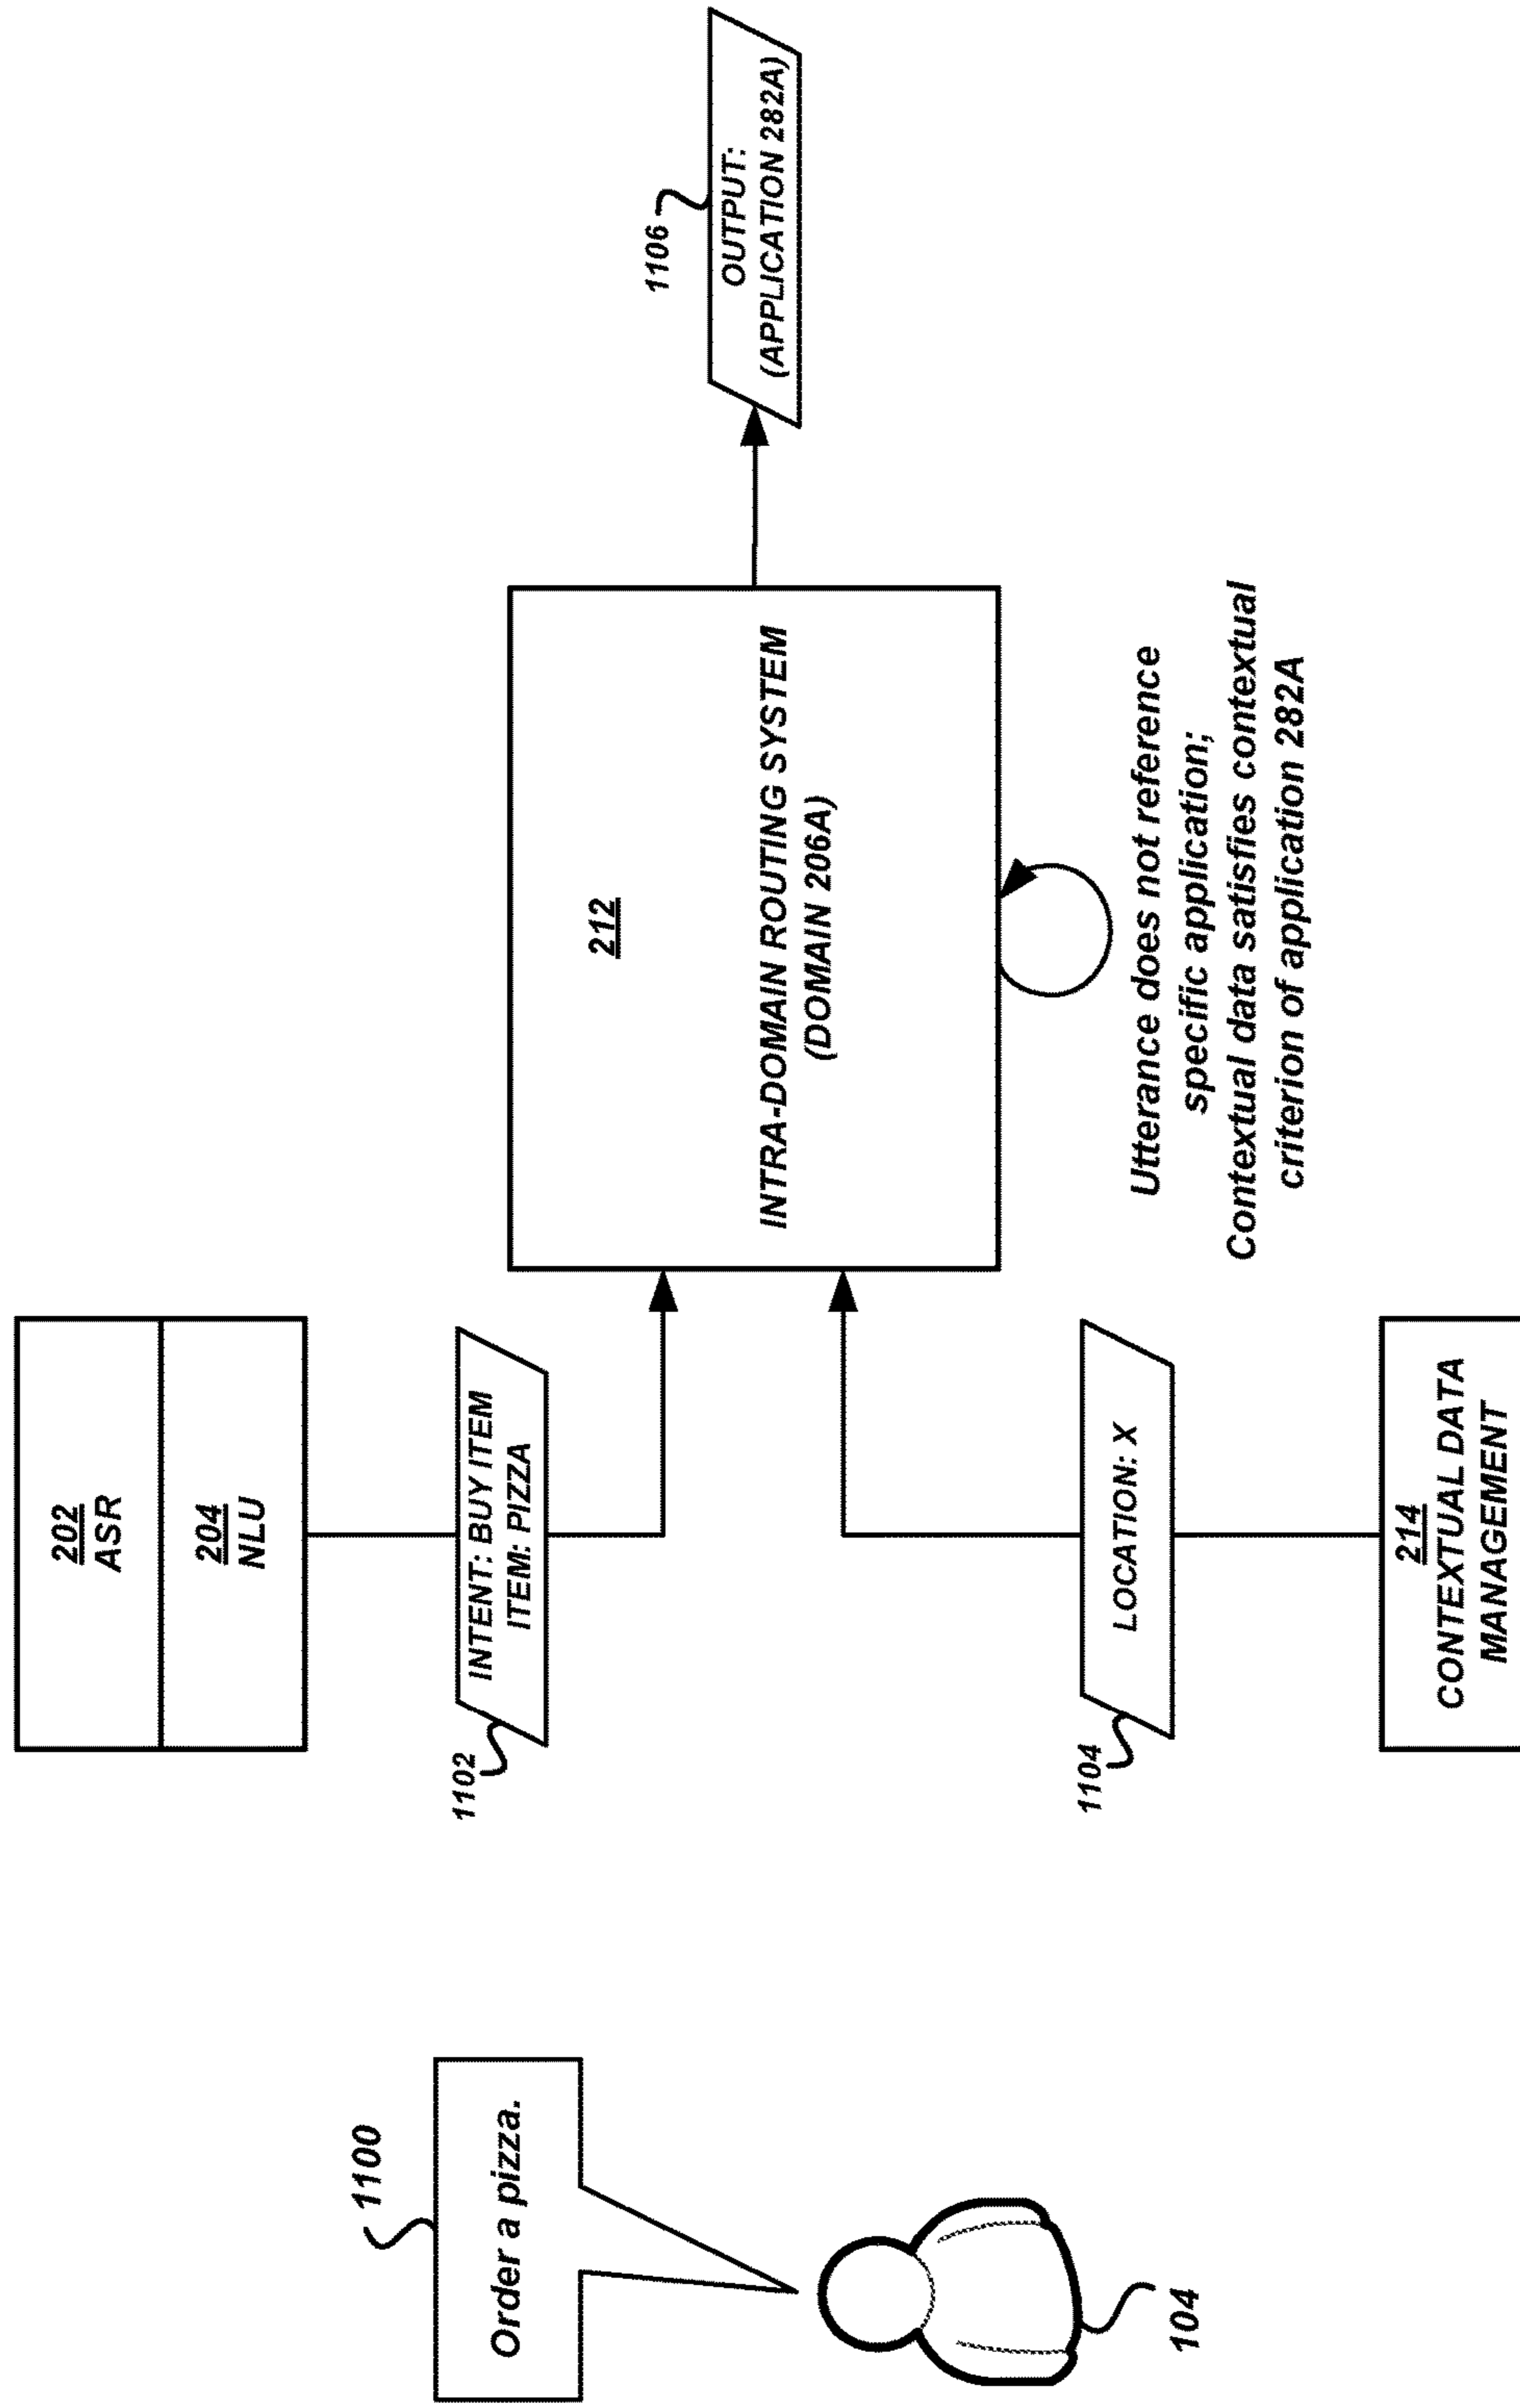 1100
Order a pizza.
104
202
ASR
204
NLU
1102
INTENT: BUY ITEM
ITEM: PIZZA
1104
LOCATION: X
214
CONTEXTUAL DATA
MANAGEMENT
212
INTRA-DOMAIN ROUTING SYSTEM
(DOMAIN 206A)
Utterance does not reference
specific application;
Contextual data satisfies contextual
criterion of application 282A
1106
OUTPUT:
(APPLICATION 282A)